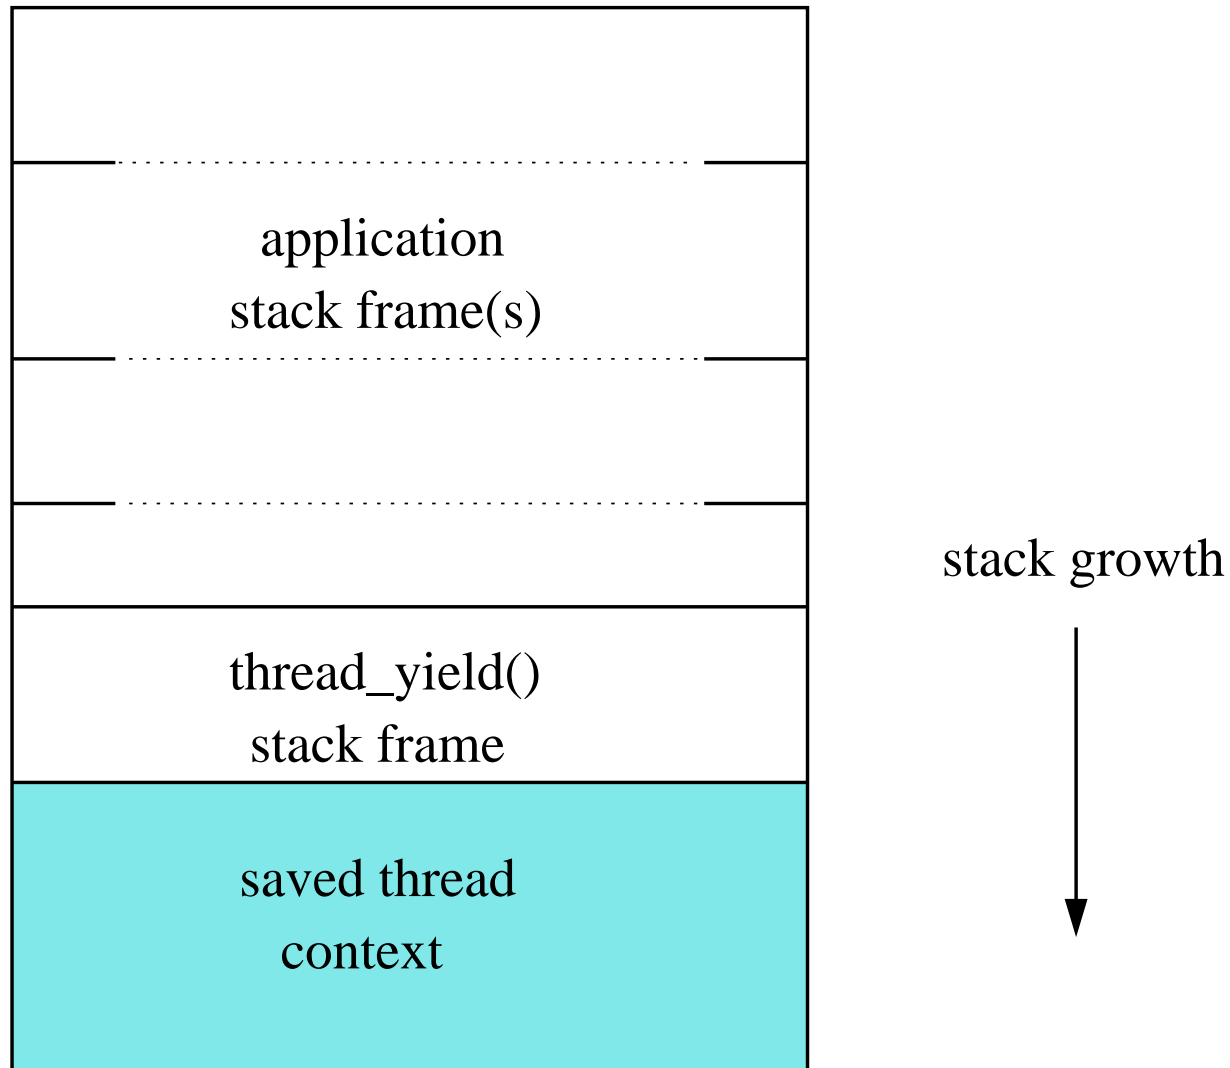 application
stack frame(s)
stack growth
thread_yield()
stack frame
saved thread
context